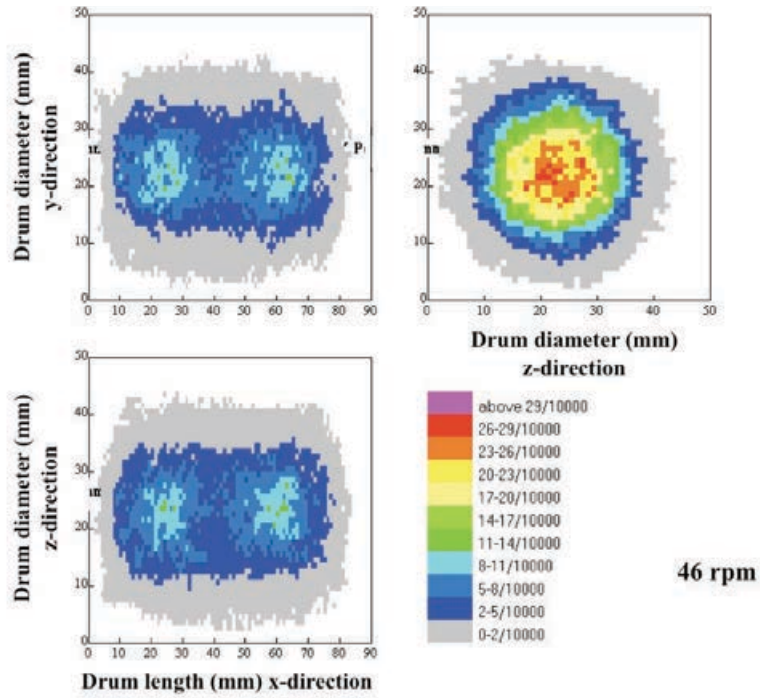 50
40
30
20
10
0
0 10 20 30 40 50 60 70 80 90
Drum diameter (mm)
y-direction
50
40
30
20
10
0
0 10 20 30 40 50
Drum diameter (mm)
z-direction
50
40
30
20
10
0
0 10 20 30 40 50 60 70 80 90
Drum diameter (mm)
z-direction
Drum length (mm) x-direction
above 29/10000
26-29/10000
23-26/10000
20-23/10000
17-20/10000
14-17/10000
11-14/10000
8-11/10000
5-8/10000
2-5/10000
0-2/10000
46 rpm